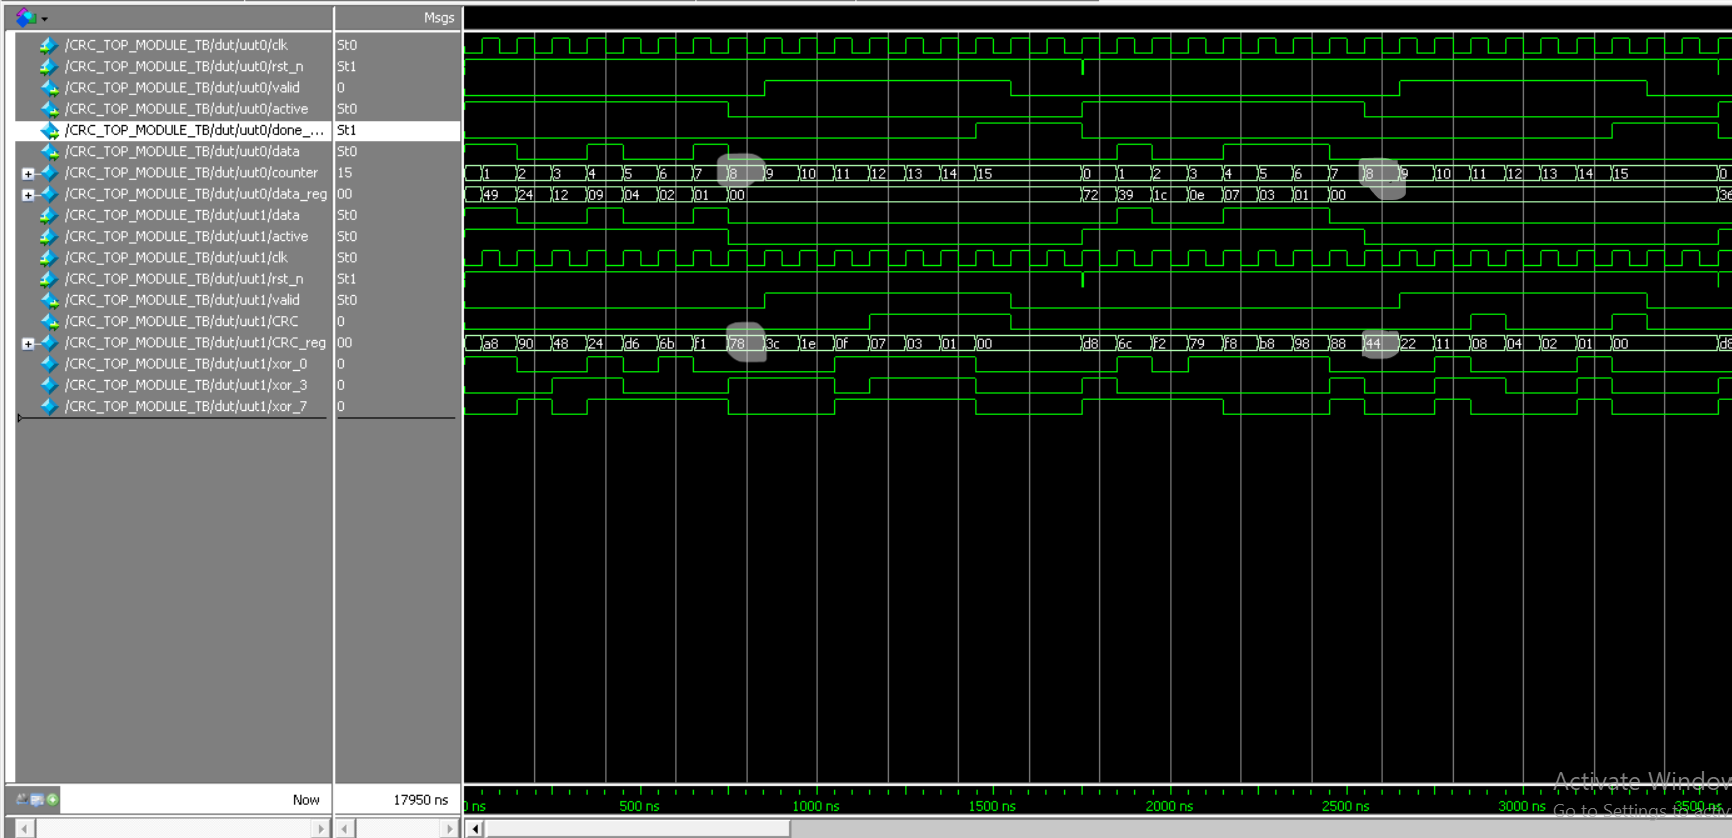 Msgs
/CRC_TOP_MODULE_TB/dut/uut0/clk St0
/CRC_TOP_MODULE_TB/dut/uut0/rst_n St1
/CRC_TOP_MODULE_TB/dut/uut0/valid 0
/CRC_TOP_MODULE_TB/dut/uut0/active St0
/CRC_TOP_MODULE_TB/dut/uut0/done_... St1
/CRC_TOP_MODULE_TB/dut/uut0/data St0
/CRC_TOP_MODULE_TB/dut/uut0/counter 15 1 2 3 4 5 6 7 8 9 10 11 12 13 14 15 0 1 2 3 4 5 6 7 8 9 10 11 12 13 14 15 0
/CRC_TOP_MODULE_TB/dut/uut0/data_reg 00 49 24 12 09 04 02 01 00 72 39 1c 0e 07 03 01 00 36
/CRC_TOP_MODULE_TB/dut/uut1/data St0
/CRC_TOP_MODULE_TB/dut/uut1/active St0
/CRC_TOP_MODULE_TB/dut/uut1/clk St0
/CRC_TOP_MODULE_TB/dut/uut1/rst_n St1
/CRC_TOP_MODULE_TB/dut/uut1/valid St0
/CRC_TOP_MODULE_TB/dut/uut1/CRC 0
/CRC_TOP_MODULE_TB/dut/uut1/CRC_reg 00 a8 90 48 24 d6 6b f1 78 3c 1e 0f 07 03 01 00 d8 6c f2 79 f8 b8 98 88 44 22 11 08 04 02 01 00 d8
/CRC_TOP_MODULE_TB/dut/uut1/xor_0 0
/CRC_TOP_MODULE_TB/dut/uut1/xor_3 0
/CRC_TOP_MODULE_TB/dut/uut1/xor_7 0
Activate Window
Now 17950 ns 0 ns 500 ns 1000 ns 1500 ns 2000 ns 2500 ns 3000 ns 3500 ns
Go to Settings to activ